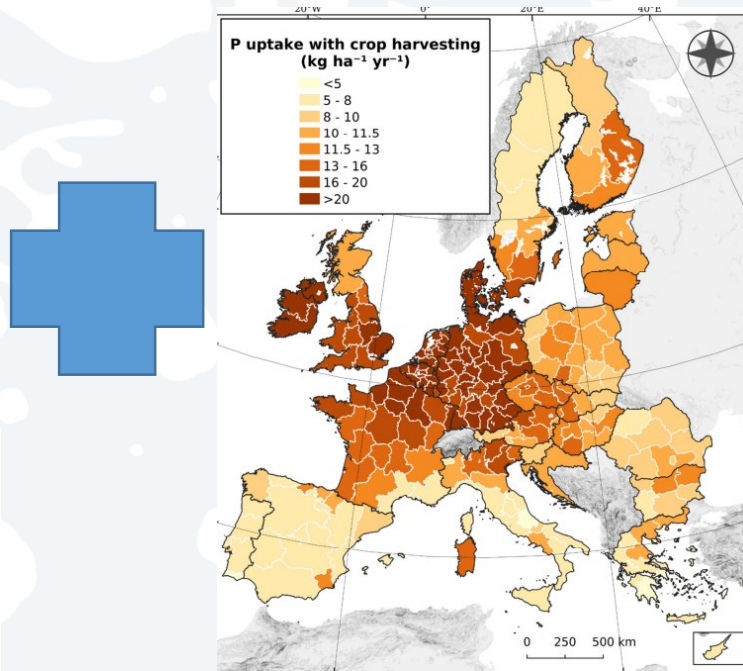 20°W 0° 20°E 40°E
P uptake with crop harvesting
(kg ha⁻¹ yr⁻¹)
<5
5 - 8
8 - 10
10 - 11.5
11.5 - 13
13 - 16
16 - 20
>20
0 250 500 km